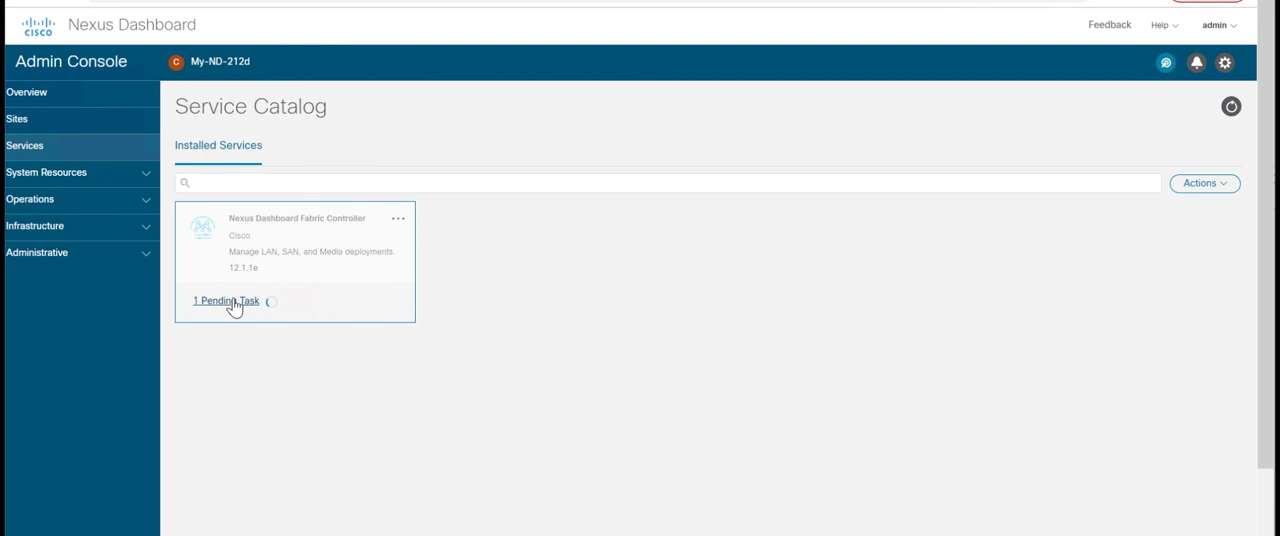 CISCO
Nexus Dashboard
Feedback
Help
admin
Admin Console
C
My-ND-212d
Overview
Sites
Services
System Resources
Operations
Infrastructure
Administrative
Service Catalog
Installed Services
Actions
Nexus Dashboard Fabric Controller
Cisco
Manage LAN, SAN, and Media deployments.
12.1.1e
1 Pending Task